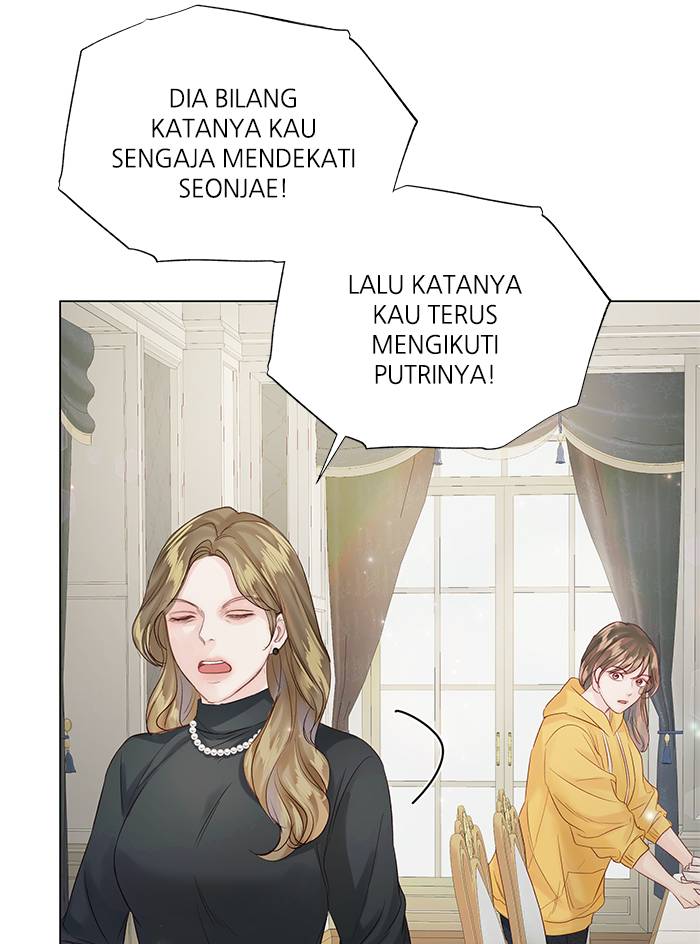 DIA BILANG
KATANYA KAU
SENGAJA MENDEKATI
SEONJAE!
LALU KATANYA
KAU TERUS
MENGIKUTI
PUTRINYA!